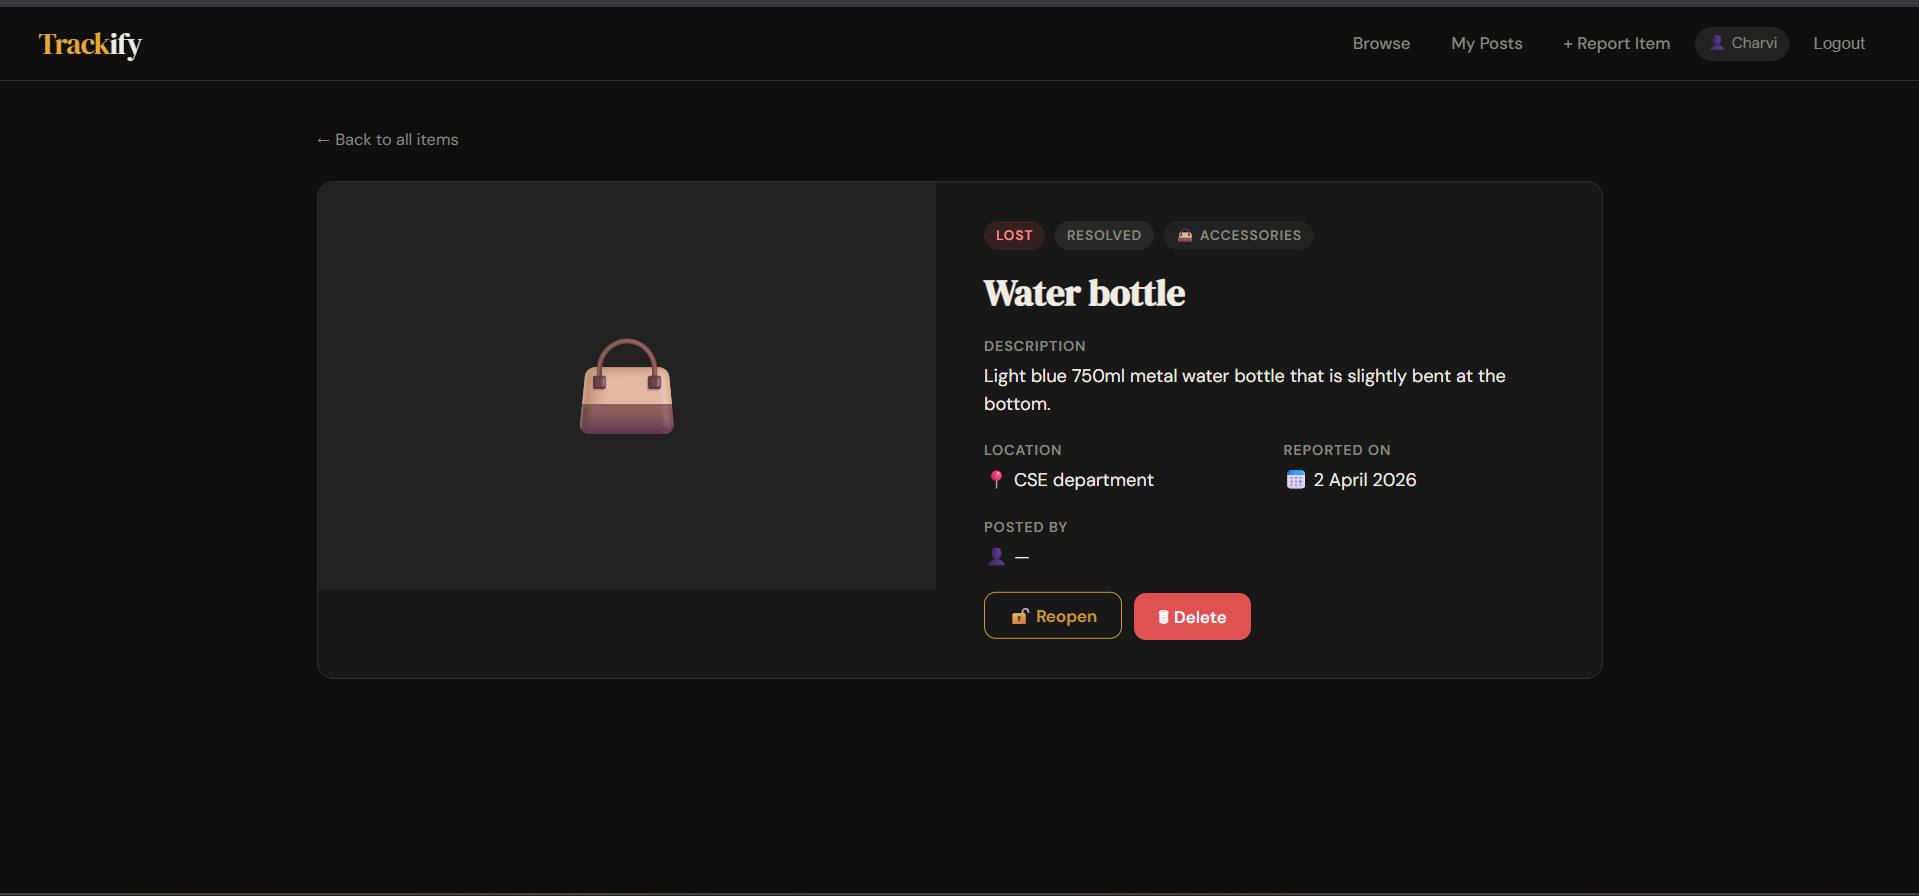 Trackify
Browse My Posts + Report Item Charvi Logout
← Back to all items
LOST RESOLVED ACCESSORIES
Water bottle
DESCRIPTION
Light blue 750ml metal water bottle that is slightly bent at the
bottom.
LOCATION REPORTED ON
CSE department 2 April 2026
POSTED BY
—
Reopen Delete